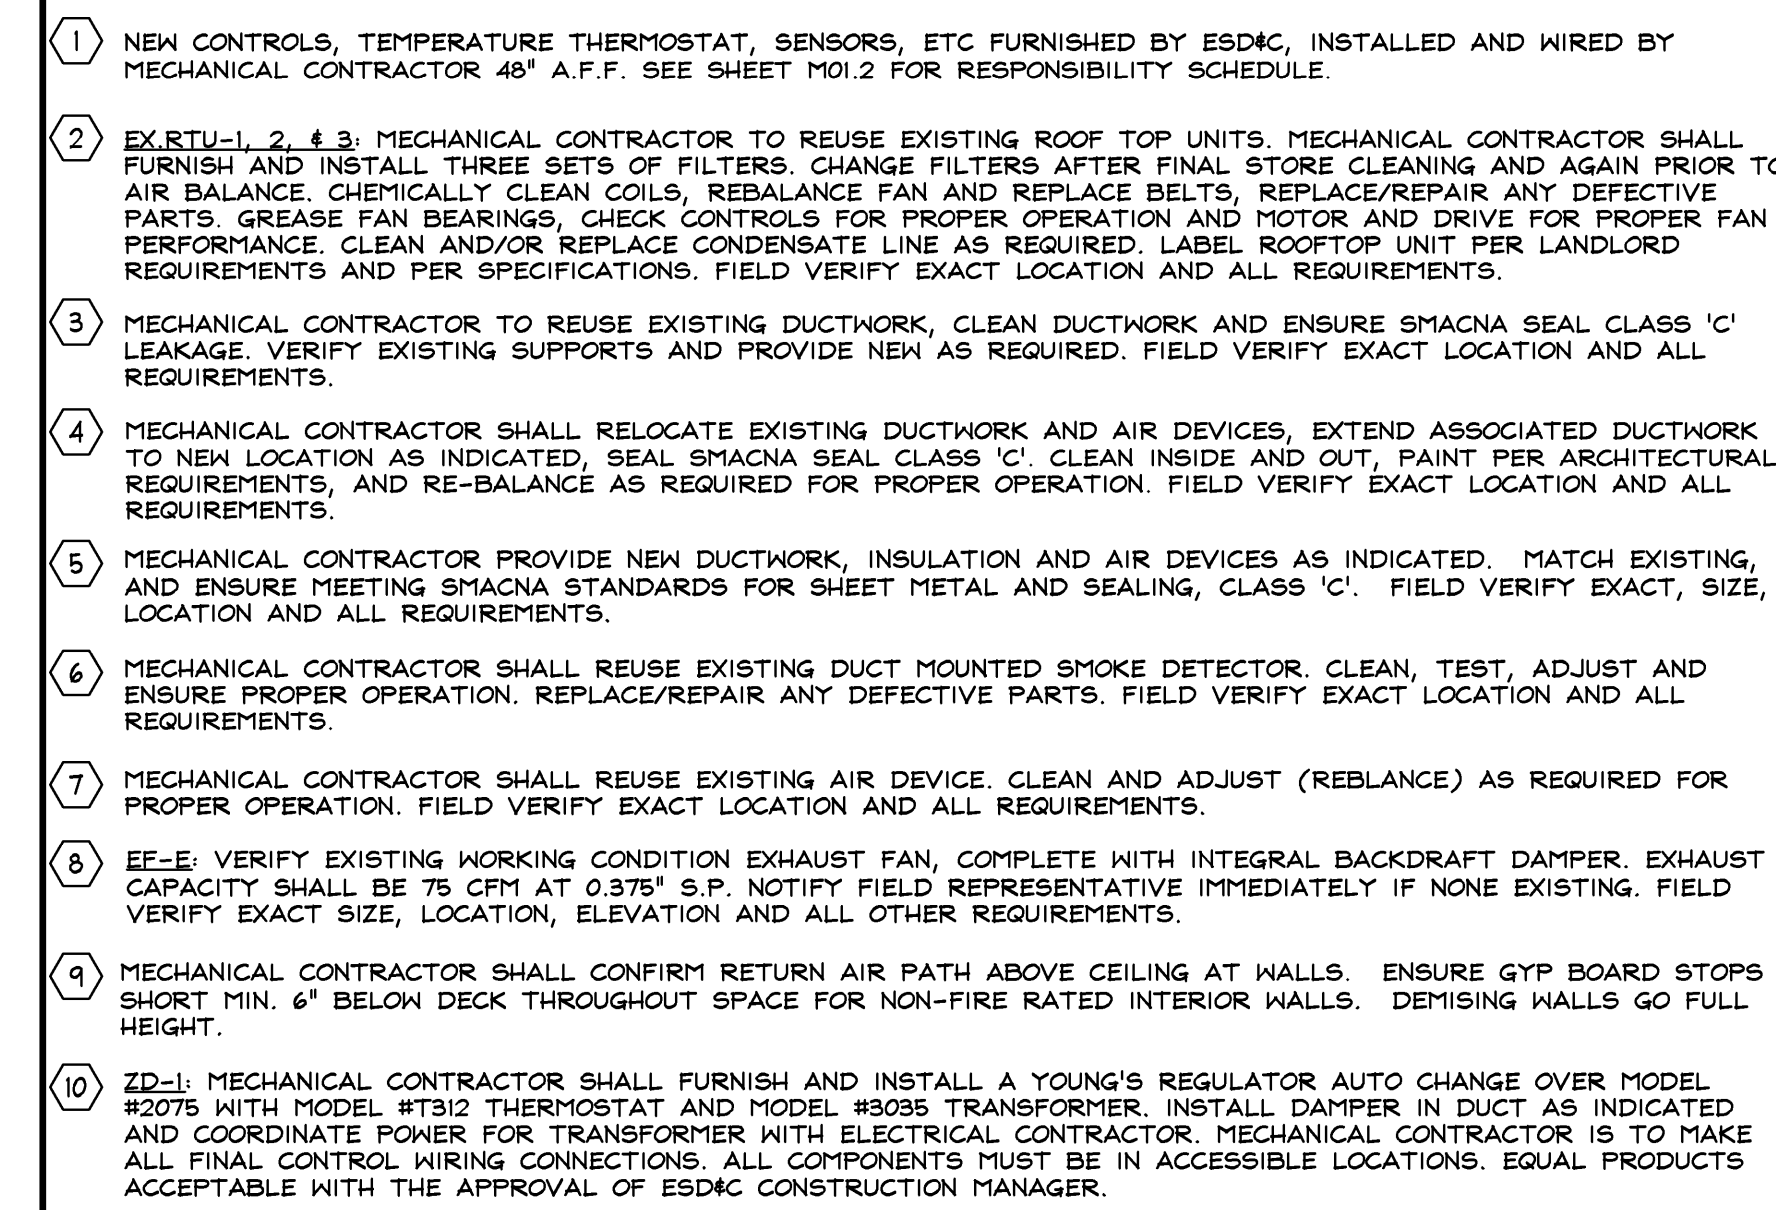 1 NEW CONTROLS, TEMPERATURE THERMOSTAT, SENSORS, ETC FURNISHED BY ESD&C, INSTALLED AND WIRED BY
MECHANICAL CONTRACTOR 48" A.F.F. SEE SHEET M01.2 FOR RESPONSIBILITY SCHEDULE.
2 EX.RTU-1, 2, & 3: MECHANICAL CONTRACTOR TO REUSE EXISTING ROOF TOP UNITS. MECHANICAL CONTRACTOR SHALL
FURNISH AND INSTALL THREE SETS OF FILTERS. CHANGE FILTERS AFTER FINAL STORE CLEANING AND AGAIN PRIOR TO
AIR BALANCE. CHEMICALLY CLEAN COILS, REBALANCE FAN AND REPLACE BELTS, REPLACE/REPAIR ANY DEFECTIVE
PARTS. GREASE FAN BEARINGS, CHECK CONTROLS FOR PROPER OPERATION AND MOTOR AND DRIVE FOR PROPER FAN
PERFORMANCE. CLEAN AND/OR REPLACE CONDENSATE LINE AS REQUIRED. LABEL ROOFTOP UNIT PER LANDLORD
REQUIREMENTS AND PER SPECIFICATIONS. FIELD VERIFY EXACT LOCATION AND ALL REQUIREMENTS.
3 MECHANICAL CONTRACTOR TO REUSE EXISTING DUCTWORK, CLEAN DUCTWORK AND ENSURE SMACNA SEAL CLASS 'C'
LEAKAGE. VERIFY EXISTING SUPPORTS AND PROVIDE NEW AS REQUIRED. FIELD VERIFY EXACT LOCATION AND ALL
REQUIREMENTS.
4 MECHANICAL CONTRACTOR SHALL RELOCATE EXISTING DUCTWORK AND AIR DEVICES, EXTEND ASSOCIATED DUCTWORK
TO NEW LOCATION AS INDICATED, SEAL SMACNA SEAL CLASS 'C'. CLEAN INSIDE AND OUT, PAINT PER ARCHITECTURAL
REQUIREMENTS, AND RE-BALANCE AS REQUIRED FOR PROPER OPERATION. FIELD VERIFY EXACT LOCATION AND ALL
REQUIREMENTS.
5 MECHANICAL CONTRACTOR PROVIDE NEW DUCTWORK, INSULATION AND AIR DEVICES AS INDICATED. MATCH EXISTING,
AND ENSURE MEETING SMACNA STANDARDS FOR SHEET METAL AND SEALING, CLASS 'C'. FIELD VERIFY EXACT, SIZE,
LOCATION AND ALL REQUIREMENTS.
6 MECHANICAL CONTRACTOR SHALL REUSE EXISTING DUCT MOUNTED SMOKE DETECTOR. CLEAN, TEST, ADJUST AND
ENSURE PROPER OPERATION. REPLACE/REPAIR ANY DEFECTIVE PARTS. FIELD VERIFY EXACT LOCATION AND ALL
REQUIREMENTS.
7 MECHANICAL CONTRACTOR SHALL REUSE EXISTING AIR DEVICE. CLEAN AND ADJUST (REBLANCE) AS REQUIRED FOR
PROPER OPERATION. FIELD VERIFY EXACT LOCATION AND ALL REQUIREMENTS.
8 EF-E: VERIFY EXISTING WORKING CONDITION EXHAUST FAN, COMPLETE WITH INTEGRAL BACKDRAFT DAMPER. EXHAUST
CAPACITY SHALL BE 75 CFM AT 0.375" S.P. NOTIFY FIELD REPRESENTATIVE IMMEDIATELY IF NONE EXISTING. FIELD
VERIFY EXACT SIZE, LOCATION, ELEVATION AND ALL OTHER REQUIREMENTS.
9 MECHANICAL CONTRACTOR SHALL CONFIRM RETURN AIR PATH ABOVE CEILING AT WALLS. ENSURE GYP BOARD STOPS
SHORT MIN. 6" BELOW DECK THROUGHOUT SPACE FOR NON-FIRE RATED INTERIOR WALLS. DEMISING WALLS GO FULL
HEIGHT.
10 ZD-1: MECHANICAL CONTRACTOR SHALL FURNISH AND INSTALL A YOUNG'S REGULATOR AUTO CHANGE OVER MODEL
#2075 WITH MODEL #T312 THERMOSTAT AND MODEL #3035 TRANSFORMER. INSTALL DAMPER IN DUCT AS INDICATED
AND COORDINATE POWER FOR TRANSFORMER WITH ELECTRICAL CONTRACTOR. MECHANICAL CONTRACTOR IS TO MAKE
ALL FINAL CONTROL WIRING CONNECTIONS. ALL COMPONENTS MUST BE IN ACCESSIBLE LOCATIONS. EQUAL PRODUCTS
ACCEPTABLE WITH THE APPROVAL OF ESD&C CONSTRUCTION MANAGER.